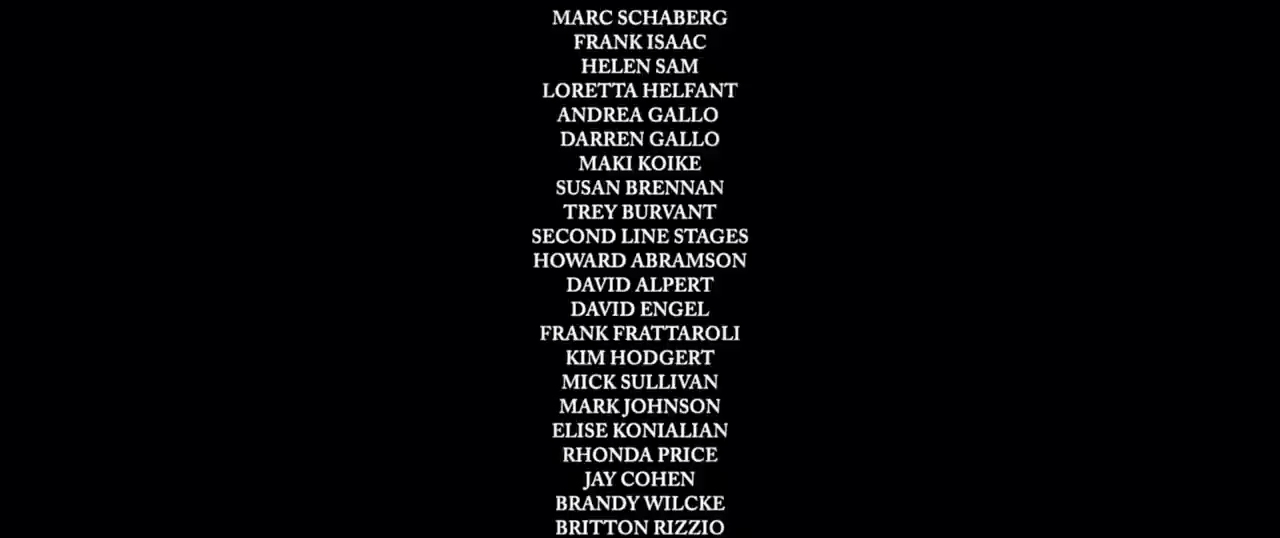 MARC SCHABERG
FRANK ISAAC
HELEN SAM
LORETTA HELFANT
ANDREA GALLO
DARREN GALLO
MAKI KOIKE
SUSAN BRENNAN
TREY BURVANT
SECOND LINE STAGES
HOWARD ABRAMSON
DAVID ALPERT
DAVID ENGEL
FRANK FRATTAROLI
KIM HODGERT
MICK SULLIVAN
MARK JOHNSON
ELISE KONIALIAN
RHONDA PRICE
JAY COHEN
BRANDY WILCKE
BRITTON RIZZIO